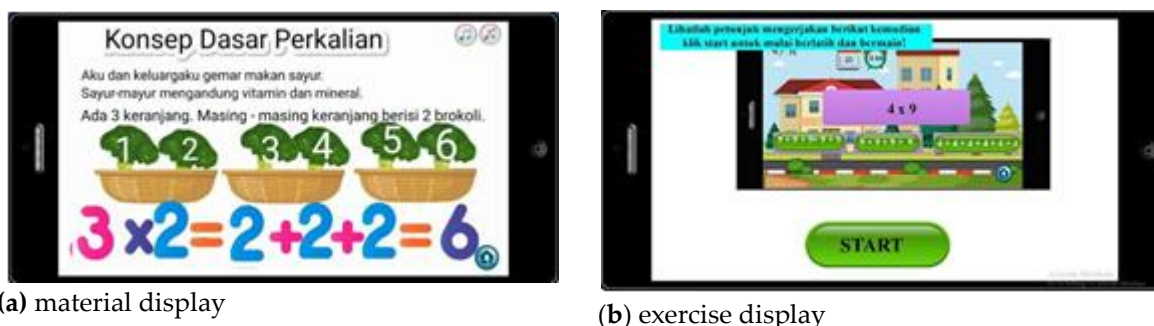 Konsep Dasar Perkalian
Aku dan keluargaku gemar makan sayur.
Sayur-mayur mengandung vitamin dan mineral.
Ada 3 keranjang. Masing - masing keranjang berisi 2 brokoli.
1 2 3 4 5 6
3 x2=2+2+2=6
(a) material display
Lihatlah petunjuk mengerjakan berikut kemudian
klik start untuk mulai berlatih dan bermain!
4 x 9
START
(b) exercise display